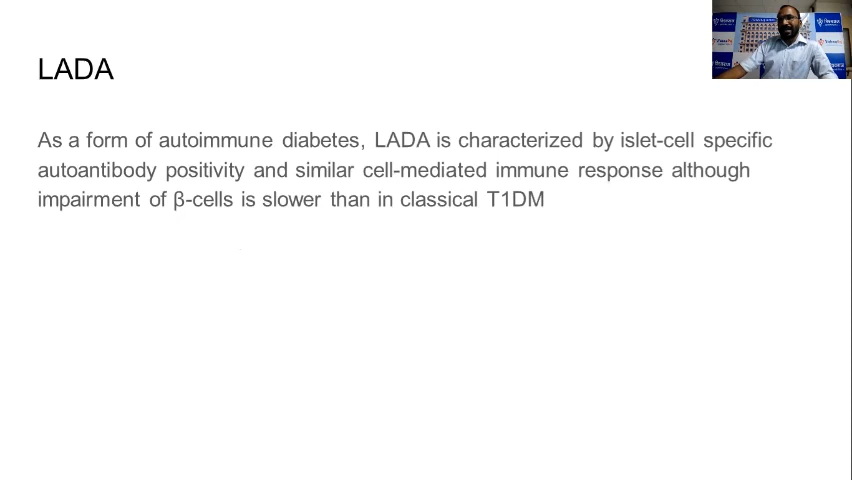 LADA
As a form of autoimmune diabetes, LADA is characterized by islet-cell specific
autoantibody positivity and similar cell-mediated immune response although
impairment of β-cells is slower than in classical T1DM